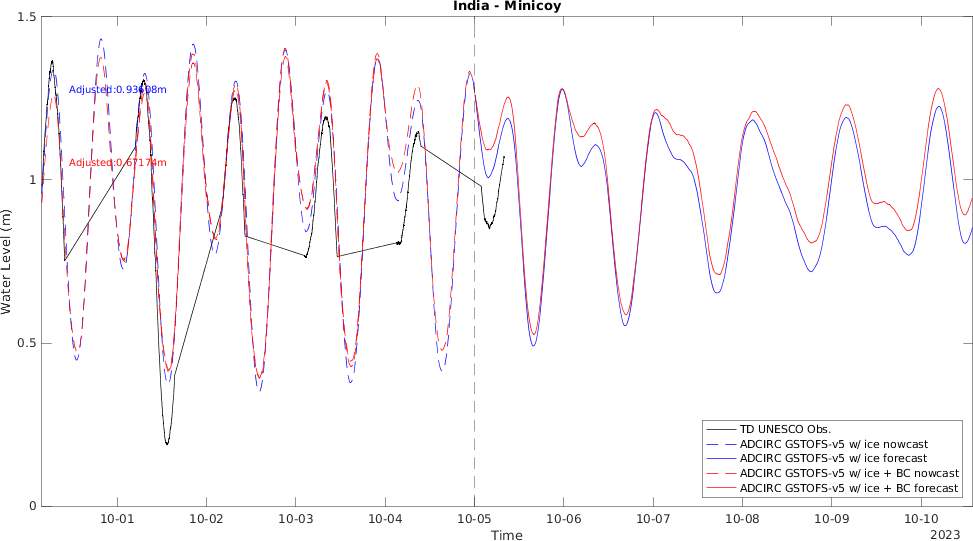 India - Minicoy
1.5
1
0.5
0
Water Level (m)
Adjusted:0.93608m
Adjusted:0.67174m
TD UNESCO Obs.
ADCIRC GSTOFS-v5 w/ ice nowcast
ADCIRC GSTOFS-v5 w/ ice forecast
ADCIRC GSTOFS-v5 w/ ice + BC nowcast
ADCIRC GSTOFS-v5 w/ ice + BC forecast
10-01 10-02 10-03 10-04 10-05 10-06 10-07 10-08 10-09 10-10
2023
Time